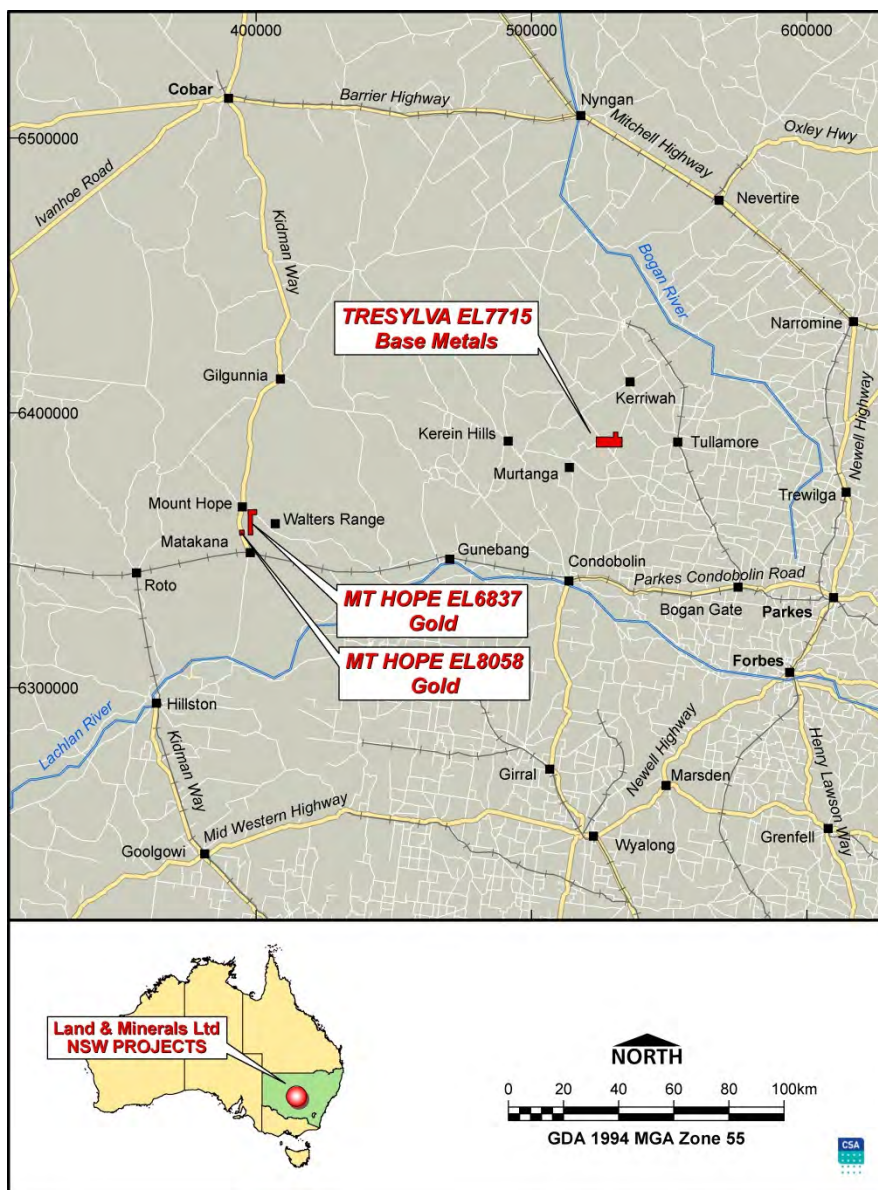 400000
500000
600000
Cobar
Barrier Highway
Nyngan
Oxley Hwy
6500000
Mitchell Highway
Ivanhoe Road
Nevertire
Kidman Way
Bogan River
TRESYLVA EL7715
Base Metals
Narromine
Gilgunnia
Kerriwah
6400000
Newell Highway
Kerein Hills
Tullamore
Murtanga
Trewilga
Mount Hope
Walters Range
Matakana
Gunebang
Condobolin
Roto
Parkes Condobolin Road
MT HOPE EL6837
Gold
Bogan Gate
Parkes
MT HOPE EL8058
Gold
Forbes
6300000
Hillston
Lachlan River
Kidman Way
Newell Highway
Henry Lawson Way
Girral
Marsden
Mid Western Highway
Goolgowi
Wyalong
Grenfell
Land & Minerals Ltd
NSW PROJECTS
NORTH
0 20 40 60 80 100km
GDA 1994 MGA Zone 55
CSA